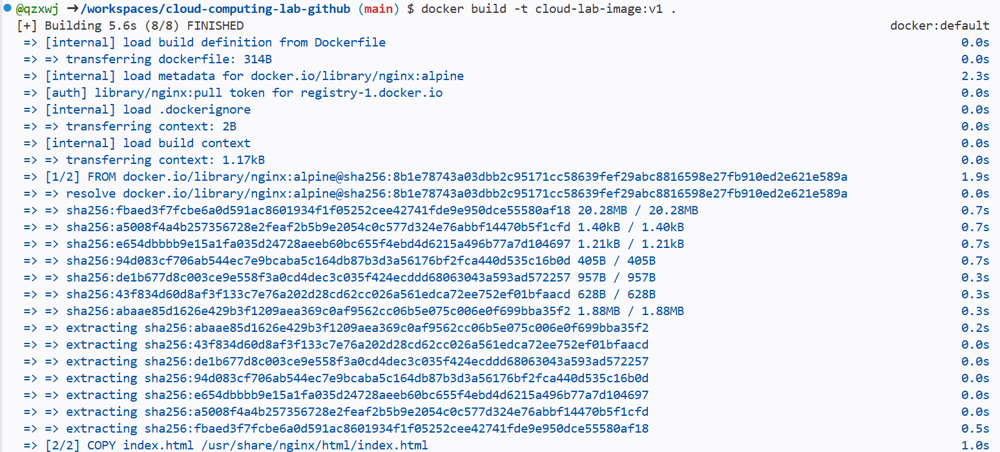 @qzxwj ➜/workspaces/cloud-computing-lab-github (main) $ docker build -t cloud-lab-image:v1 .
[+] Building 5.6s (8/8) FINISHED docker:default
=> [internal] load build definition from Dockerfile 0.0s
=> => transferring dockerfile: 314B 0.0s
=> [internal] load metadata for docker.io/library/nginx:alpine 2.3s
=> [auth] library/nginx:pull token for registry-1.docker.io 0.0s
=> [internal] load .dockerignore 0.0s
=> => transferring context: 2B 0.0s
=> [internal] load build context 0.0s
=> => transferring context: 1.17kB 0.0s
=> [1/2] FROM docker.io/library/nginx:alpine@sha256:8b1e78743a03dbb2c95171cc58639fef29abc8816598e27fb910ed2e621e589a 1.9s
=> => resolve docker.io/library/nginx:alpine@sha256:8b1e78743a03dbb2c95171cc58639fef29abc8816598e27fb910ed2e621e589a 0.0s
=> => sha256:fbaed3f7fcbe6a0d591ac8601934f1f05252cee42741fde9e950dce55580af18 20.28MB / 20.28MB 0.7s
=> => sha256:a5008f4a4b257356728e2feaf2b5b9e2054c0c577d324e76abbf14470b5f1cfd 1.40kB / 1.40kB 0.7s
=> => sha256:e654dbbbb9e15a1fa035d24728aeeb60bc655f4ebd4d6215a496b77a7d104697 1.21kB / 1.21kB 0.7s
=> => sha256:94d083cf706ab544ec7e9bcaba5c164db87b3d3a56176bf2fca440d535c16b0d 405B / 405B 0.7s
=> => sha256:de1b677d8c003ce9e558f3a0cd4dec3c035f424ecddd68063043a593ad572257 957B / 957B 0.3s
=> => sha256:43f834d60d8af3f133c7e76a202d28cd62cc026a561edca72ee752ef01bfaacd 628B / 628B 0.3s
=> => sha256:abaae85d1626e429b3f1209aea369c0af9562cc06b5e075c006e0f699bba35f2 1.88MB / 1.88MB 0.3s
=> => extracting sha256:abaae85d1626e429b3f1209aea369c0af9562cc06b5e075c006e0f699bba35f2 0.2s
=> => extracting sha256:43f834d60d8af3f133c7e76a202d28cd62cc026a561edca72ee752ef01bfaacd 0.0s
=> => extracting sha256:de1b677d8c003ce9e558f3a0cd4dec3c035f424ecddd68063043a593ad572257 0.0s
=> => extracting sha256:94d083cf706ab544ec7e9bcaba5c164db87b3d3a56176bf2fca440d535c16b0d 0.0s
=> => extracting sha256:e654dbbbb9e15a1fa035d24728aeeb60bc655f4ebd4d6215a496b77a7d104697 0.0s
=> => extracting sha256:a5008f4a4b257356728e2feaf2b5b9e2054c0c577d324e76abbf14470b5f1cfd 0.0s
=> => extracting sha256:fbaed3f7fcbe6a0d591ac8601934f1f05252cee42741fde9e950dce55580af18 0.5s
=> [2/2] COPY index.html /usr/share/nginx/html/index.html 1.0s